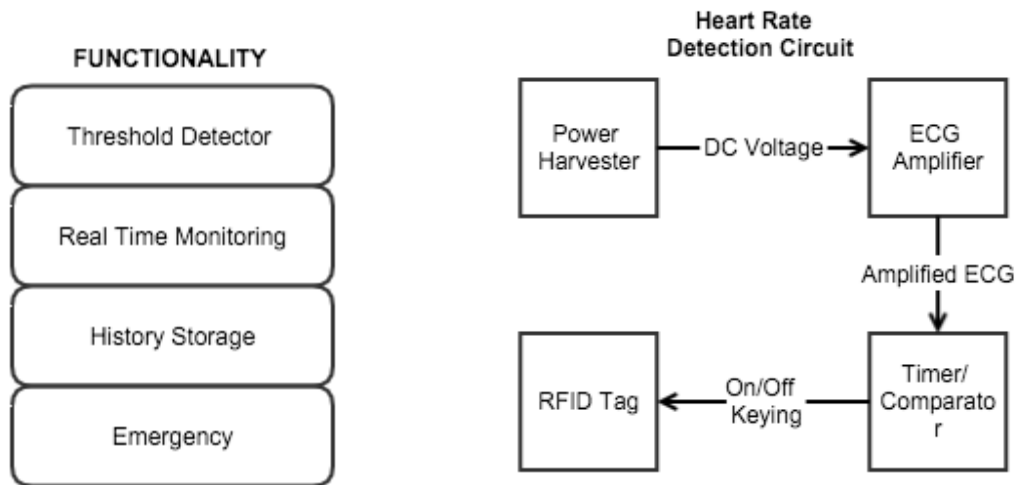 FUNCTIONALITY
Threshold Detector
Real Time Monitoring
History Storage
Emergency
Heart Rate
Detection Circuit
Power
Harvester
DC Voltage
ECG
Amplifier
Amplified ECG
Timer/
Comparato
r
On/Off
Keying
RFID Tag